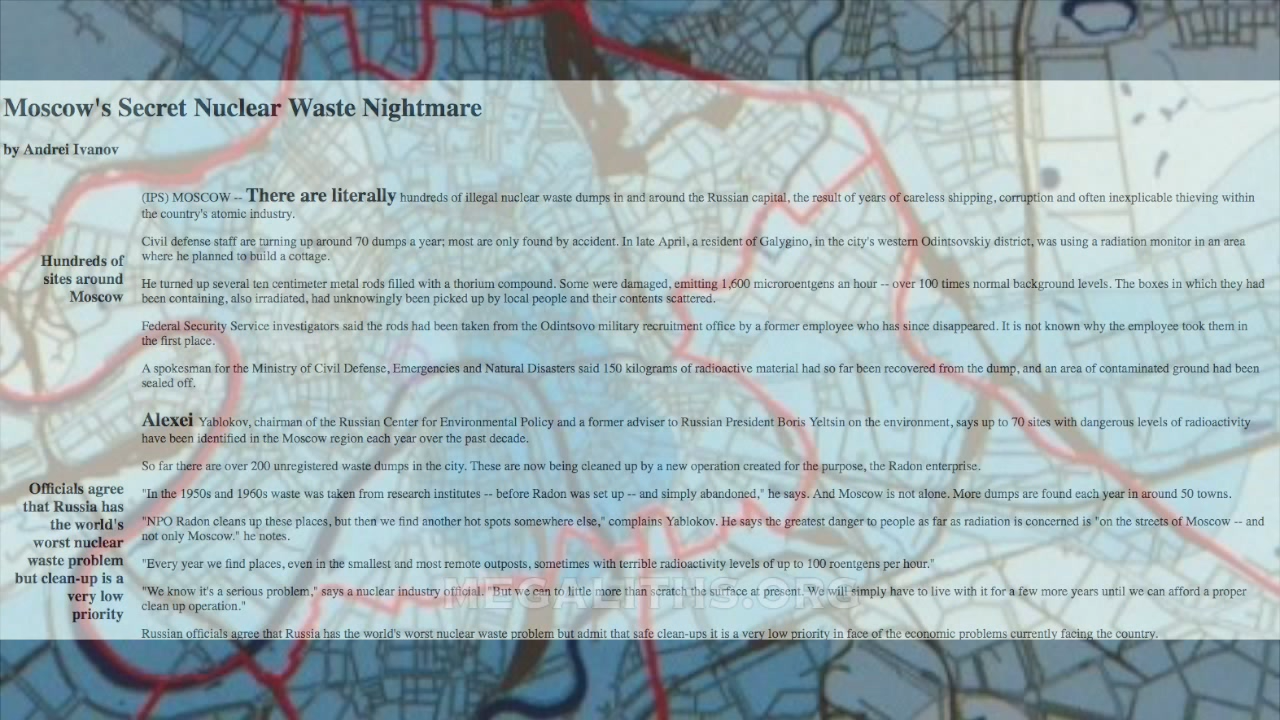 Moscow's Secret Nuclear Waste Nightmare
by Andrei Ivanov
(IPS) MOSCOW -- There are literally hundreds of illegal nuclear waste dumps in and around the Russian capital, the result of years of careless shipping, corruption and often inexplicable thieving within
the country's atomic industry.
Civil defense staff are turning up around 70 dumps a year; most are only found by accident. In late April, a resident of Galygino, in the city's western Odintsovskiy district, was using a radiation monitor in an area
where he planned to build a cottage.
Hundreds of
sites around
Moscow
He turned up several ten centimeter metal rods filled with a thorium compound. Some were damaged, emitting 1,600 microroentgens an hour -- over 100 times normal background levels. The boxes in which they had
been containing, also irradiated, had unknowingly been picked up by local people and their contents scattered.
Federal Security Service investigators said the rods had been taken from the Odintsovo military recruitment office by a former employee who has since disappeared. It is not known why the employee took them in
the first place.
A spokesman for the Ministry of Civil Defense, Emergencies and Natural Disasters said 150 kilograms of radioactive material had so far been recovered from the dump, and an area of contaminated ground had been
sealed off.
Alexei Yablokov, chairman of the Russian Center for Environmental Policy and a former adviser to Russian President Boris Yeltsin on the environment, says up to 70 sites with dangerous levels of radioactivity
have been identified in the Moscow region each year over the past decade.
So far there are over 200 unregistered waste dumps in the city. These are now being cleaned up by a new operation created for the purpose, the Radon enterprise.
Officials agree
that Russia has
the world's
worst nuclear
waste problem
but clean-up is a
very low
priority
"In the 1950s and 1960s waste was taken from research institutes -- before Radon was set up -- and simply abandoned," he says. And Moscow is not alone. More dumps are found each year in around 50 towns.
"NPO Radon cleans up these places, but then we find another hot spots somewhere else," complains Yablokov. He says the greatest danger to people as far as radiation is concerned is "on the streets of Moscow -- and
not only Moscow." he notes.
"Every year we find places, even in the smallest and most remote outposts, sometimes with terrible radioactivity levels of up to 100 roentgens per hour."
"We know it's a serious problem," says a nuclear industry official. "But we can to little more than scratch the surface at present. We will simply have to live with it for a few more years until we can afford a proper
clean up operation."
MEGALITHS.ORG
Russian officials agree that Russia has the world's worst nuclear waste problem but admit that safe clean-ups it is a very low priority in face of the economic problems currently facing the country.